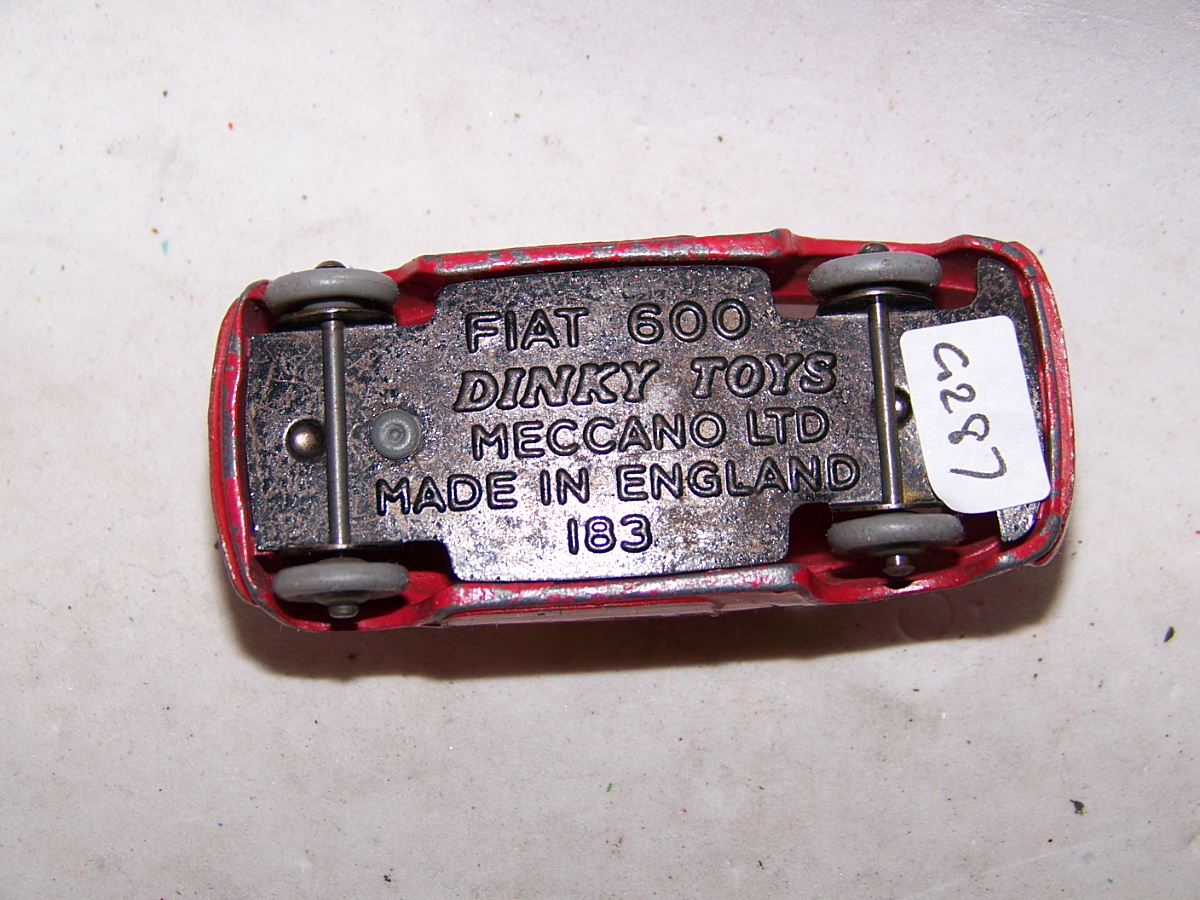 FIAT 600
DINKY TOYS
MECCANO LTD
MADE IN ENGLAND
183
G287